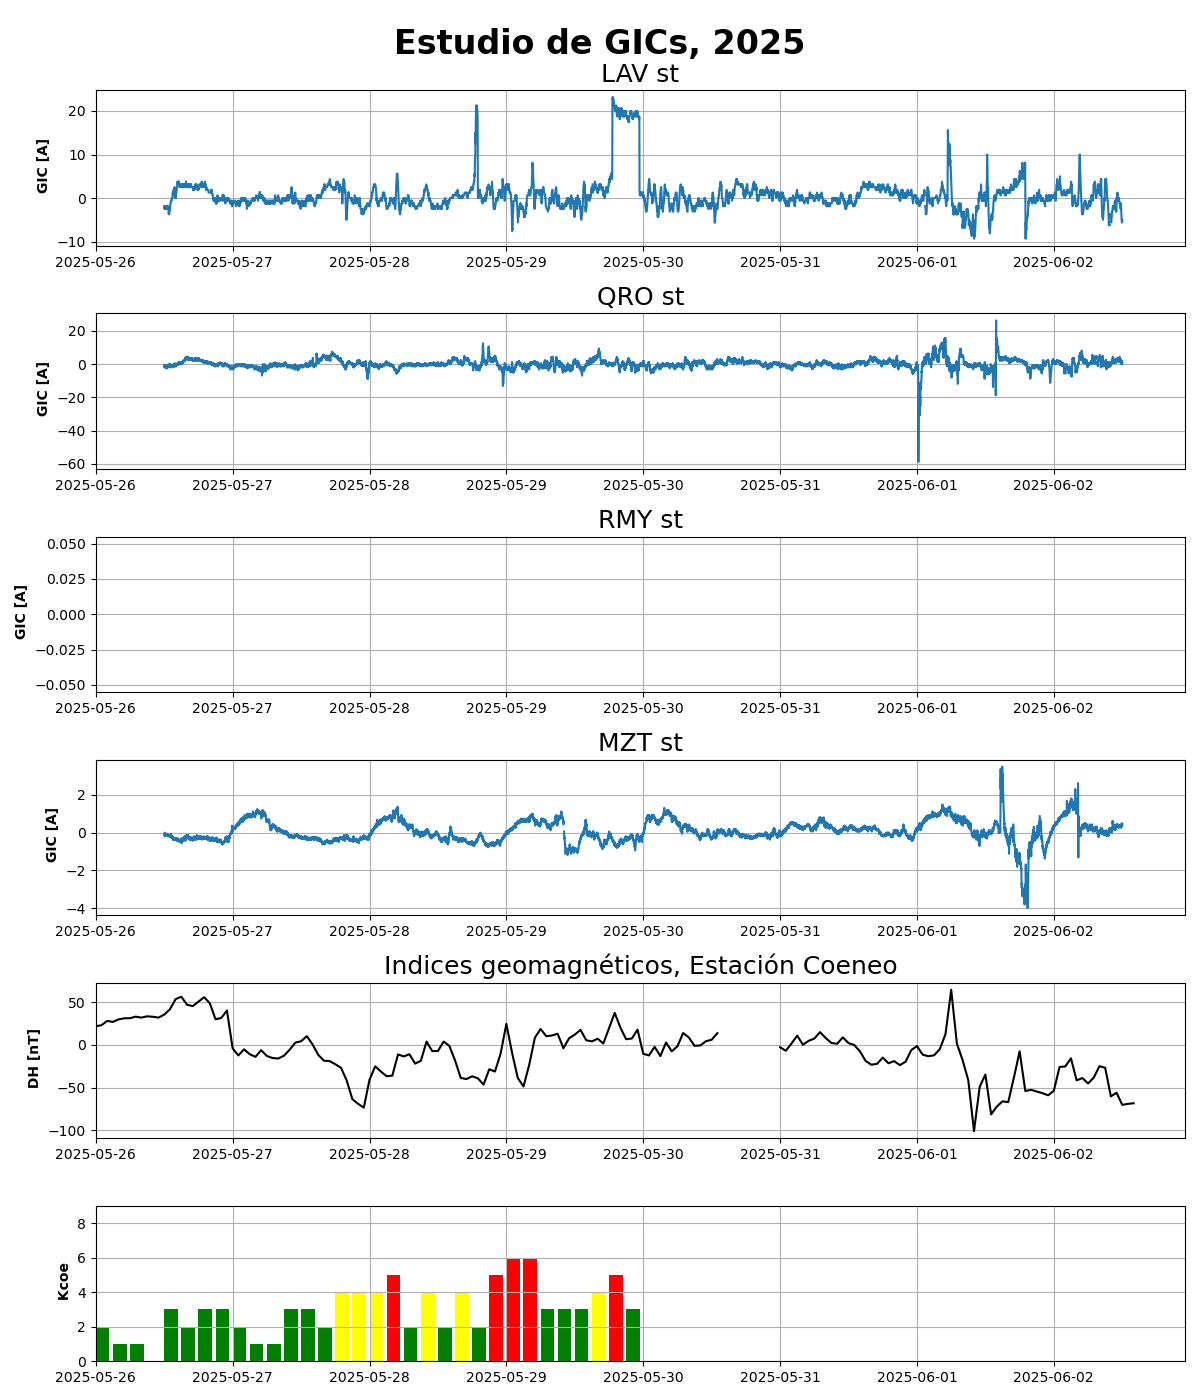 Estudio de GICs, 2025
LAV st
GIC [A]
20
10
0
−10
2025-05-26 2025-05-27 2025-05-28 2025-05-29 2025-05-30 2025-05-31 2025-06-01 2025-06-02
QRO st
GIC [A]
20
0
−20
−40
−60
2025-05-26 2025-05-27 2025-05-28 2025-05-29 2025-05-30 2025-05-31 2025-06-01 2025-06-02
RMY st
GIC [A]
0.050
0.025
0.000
−0.025
−0.050
2025-05-26 2025-05-27 2025-05-28 2025-05-29 2025-05-30 2025-05-31 2025-06-01 2025-06-02
MZT st
GIC [A]
2
0
−2
−4
2025-05-26 2025-05-27 2025-05-28 2025-05-29 2025-05-30 2025-05-31 2025-06-01 2025-06-02
Indices geomagnéticos, Estación Coeneo
DH [nT]
50
0
−50
−100
2025-05-26 2025-05-27 2025-05-28 2025-05-29 2025-05-30 2025-05-31 2025-06-01 2025-06-02
Kcoe
8
6
4
2
0
2025-05-26 2025-05-27 2025-05-28 2025-05-29 2025-05-30 2025-05-31 2025-06-01 2025-06-02